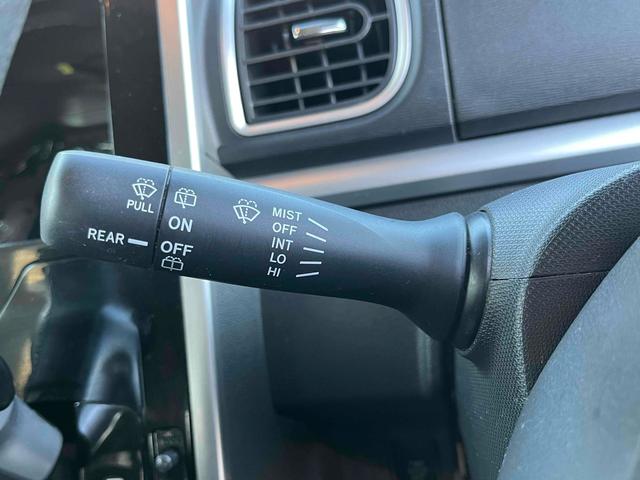 PULL
REAR
ON
OFF
MIST
OFF
INT
LO
HI